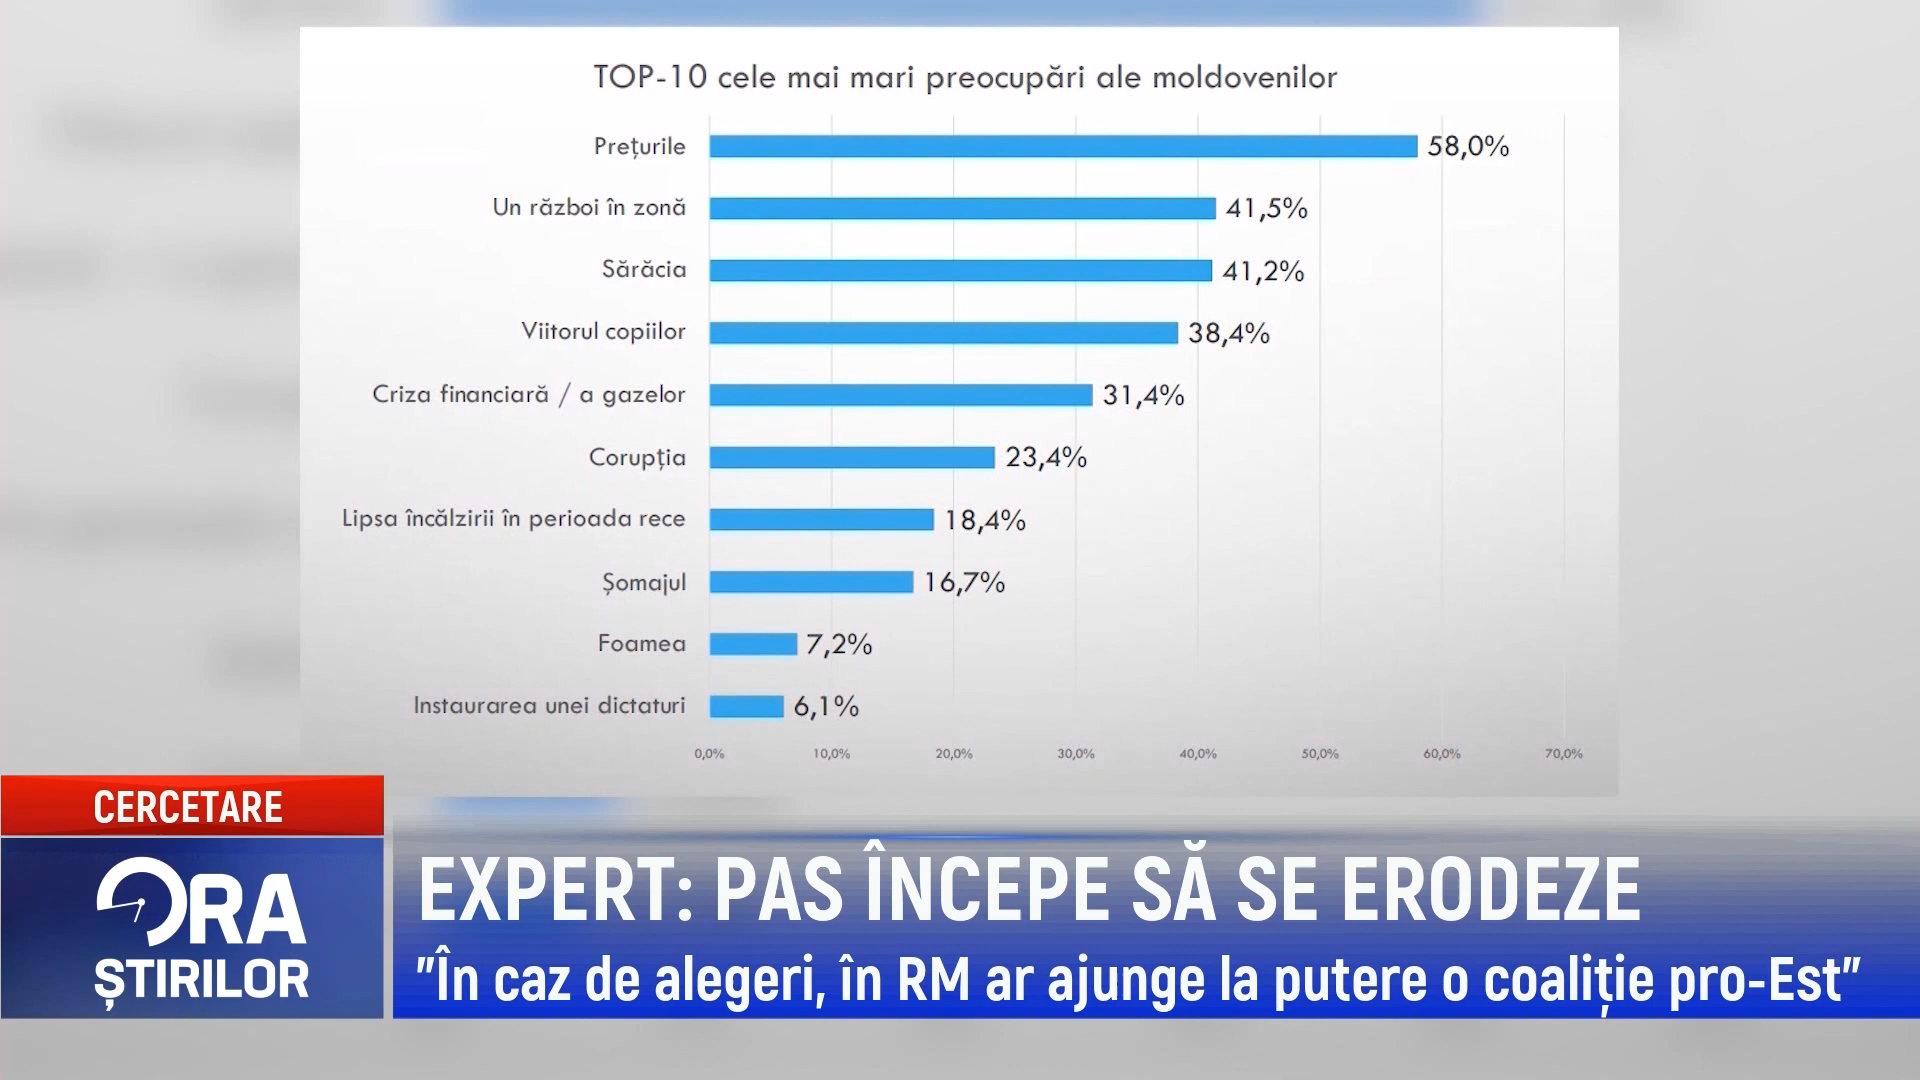 TOP-10 cele mai mari preocupări ale moldovenilor
Prețurile 58,0%
Un război în zonă 41,5%
Sărăcia 41,2%
Viitorul copiilor 38,4%
Criza financiară / a gazelor 31,4%
Corupția 23,4%
Lipsa încălzirii în perioada rece 18,4%
Șomajul 16,7%
Foamea 7,2%
Instaurarea unei dictaturi 6,1%
0,0% 10,0% 20,0% 30,0% 40,0% 50,0% 60,0% 70,0%
CERCETARE
ORA
ȘTIRILOR
EXPERT: PAS ÎNCEPE SĂ SE ERODEZE
"În caz de alegeri, în RM ar ajunge la putere o coaliție pro-Est"